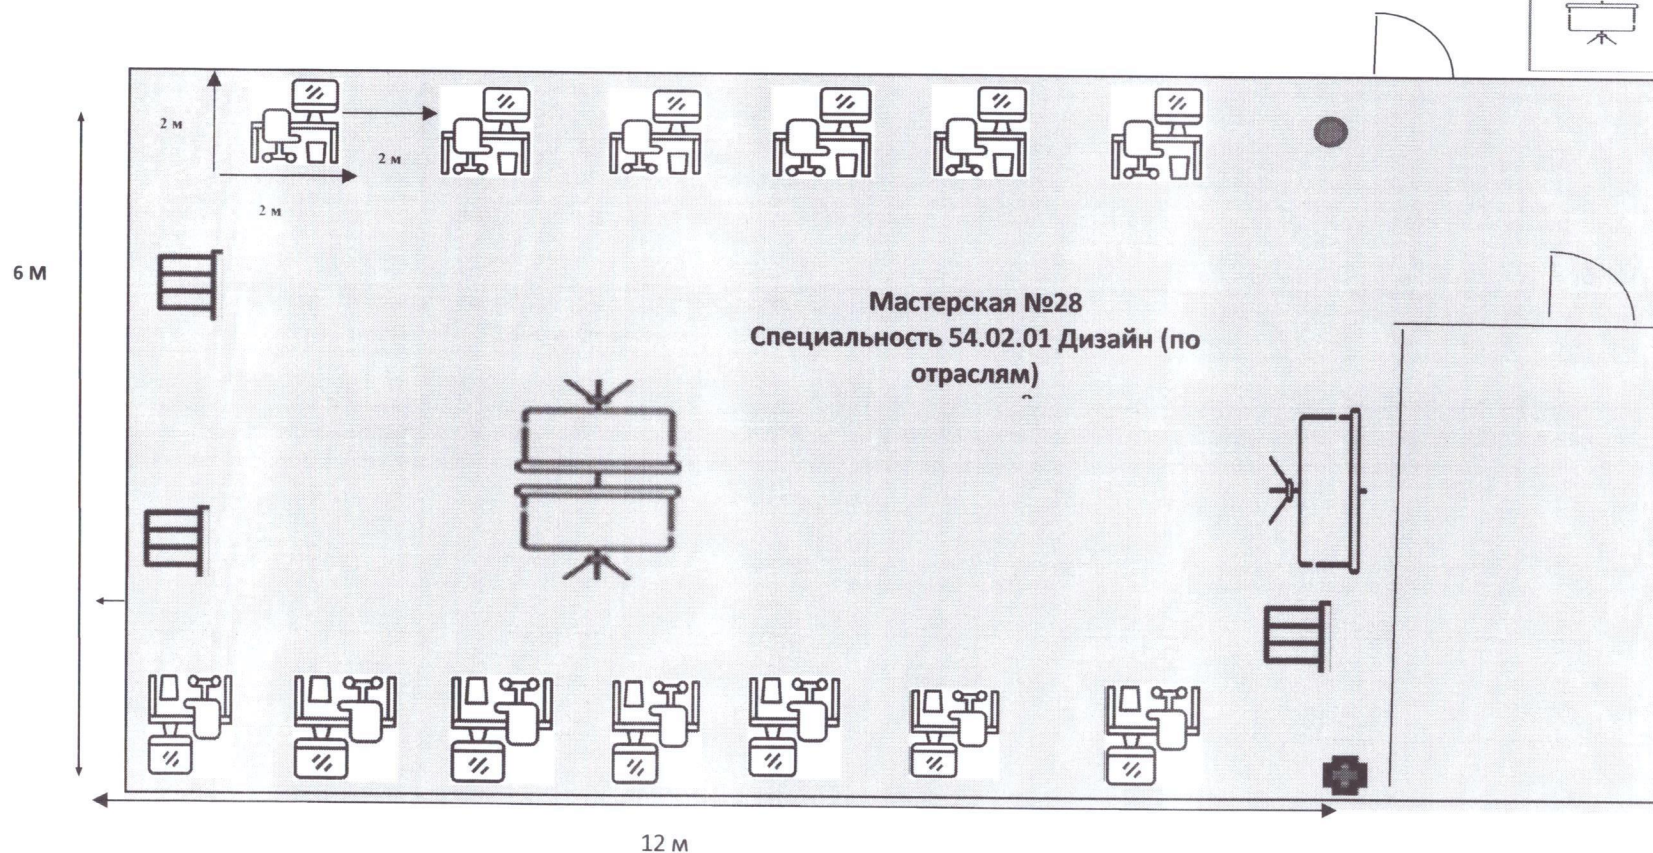 2 м
2 м
2 м
6 М
Мастерская №28
Специальность 54.02.01 Дизайн (по
отраслям)
12 м